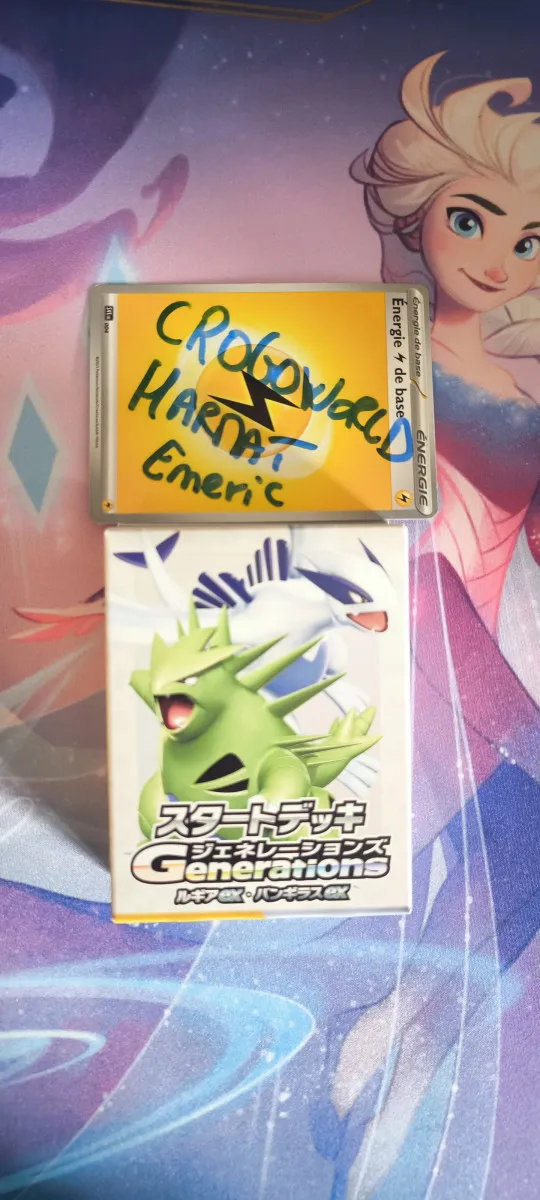 CROGOWORLD
HARNAT
Emeric
Énergie de base
Énergie de base
ÉNERGIE
004
スタートデッキ
ジェネレーションズ
Generations
ルギアex・バンギラスex